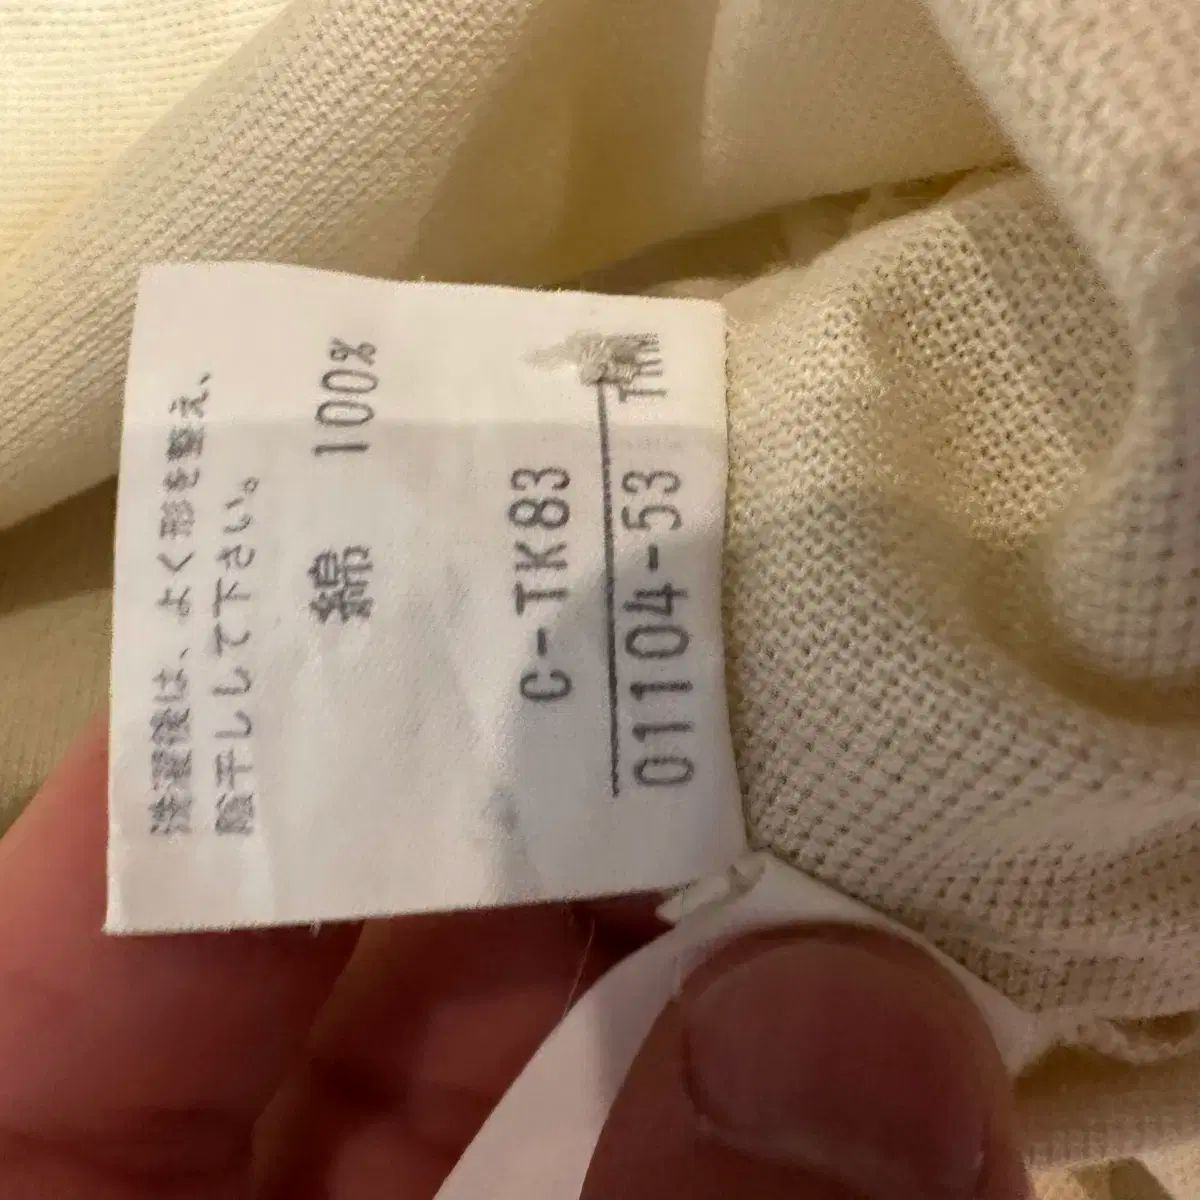 01104-53
C-TK83
綿 100%
洗濯後は、よく形を整え、
陰干しして下さい。